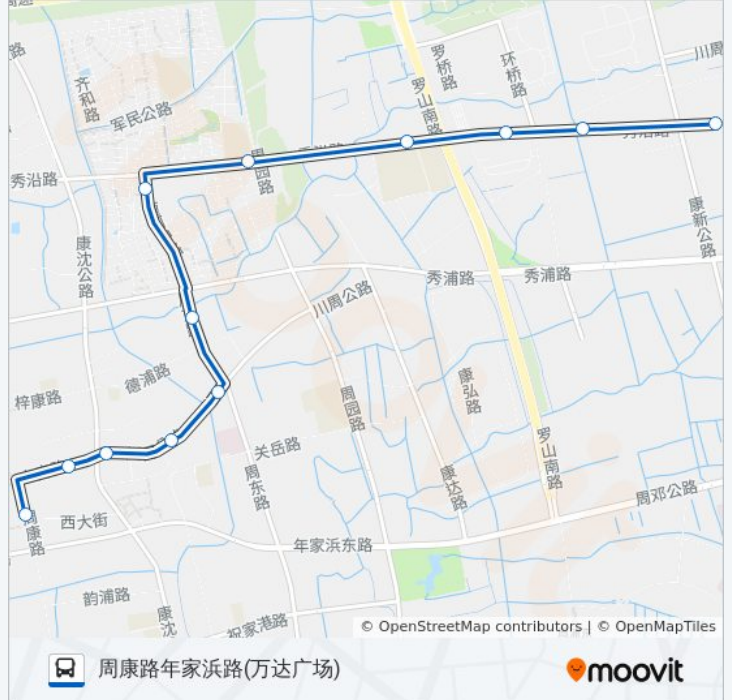 罗桥路
环桥路
川周
齐和路
军民公路
罗山南路
秀沿路
康沈公路
康新公路
秀浦路
秀浦路
川周公路
德浦路
梓康路
康弘路
周园路
关岳路
罗山南路
周东路
康达路
周邓公路
西大街
年家浜东路
韵浦路
康沈
祝家港路
© OpenStreetMap contributors | © OpenMapTiles
周康路年家浜路(万达广场)
moovit